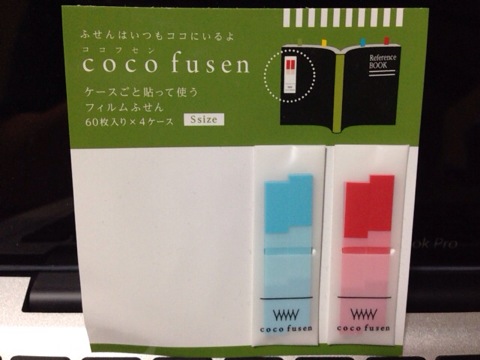 ふせんはいつもココにいるよ
ココフセン
coco fusen
ケースごと貼って使う
フィルムふせん
60枚入り×4ケース Ssize
Reference
BOOK
coco fusen
coco fusen
ok Pro